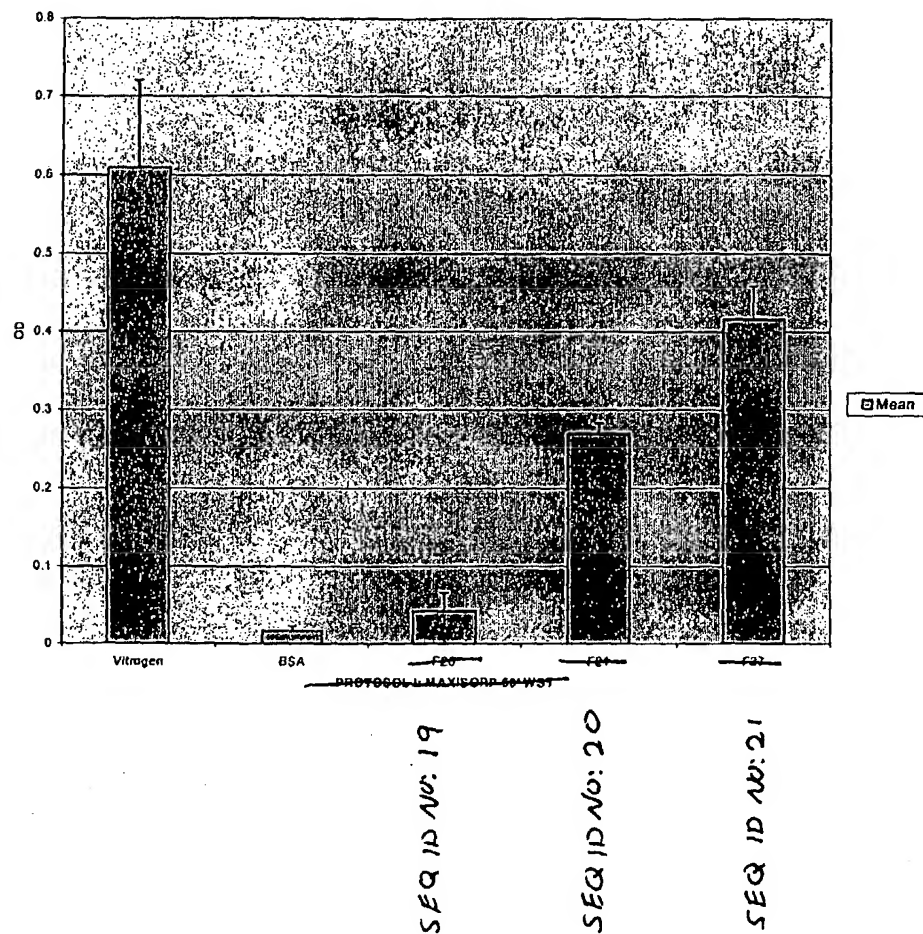 0.8
0.7
0.6
0.5
0.4
0.3
0.2
0.1
0
OD
Mean
Vitrogen
BSA
SEQ ID NO: 19
SEQ ID NO: 20
SEQ ID NO: 21